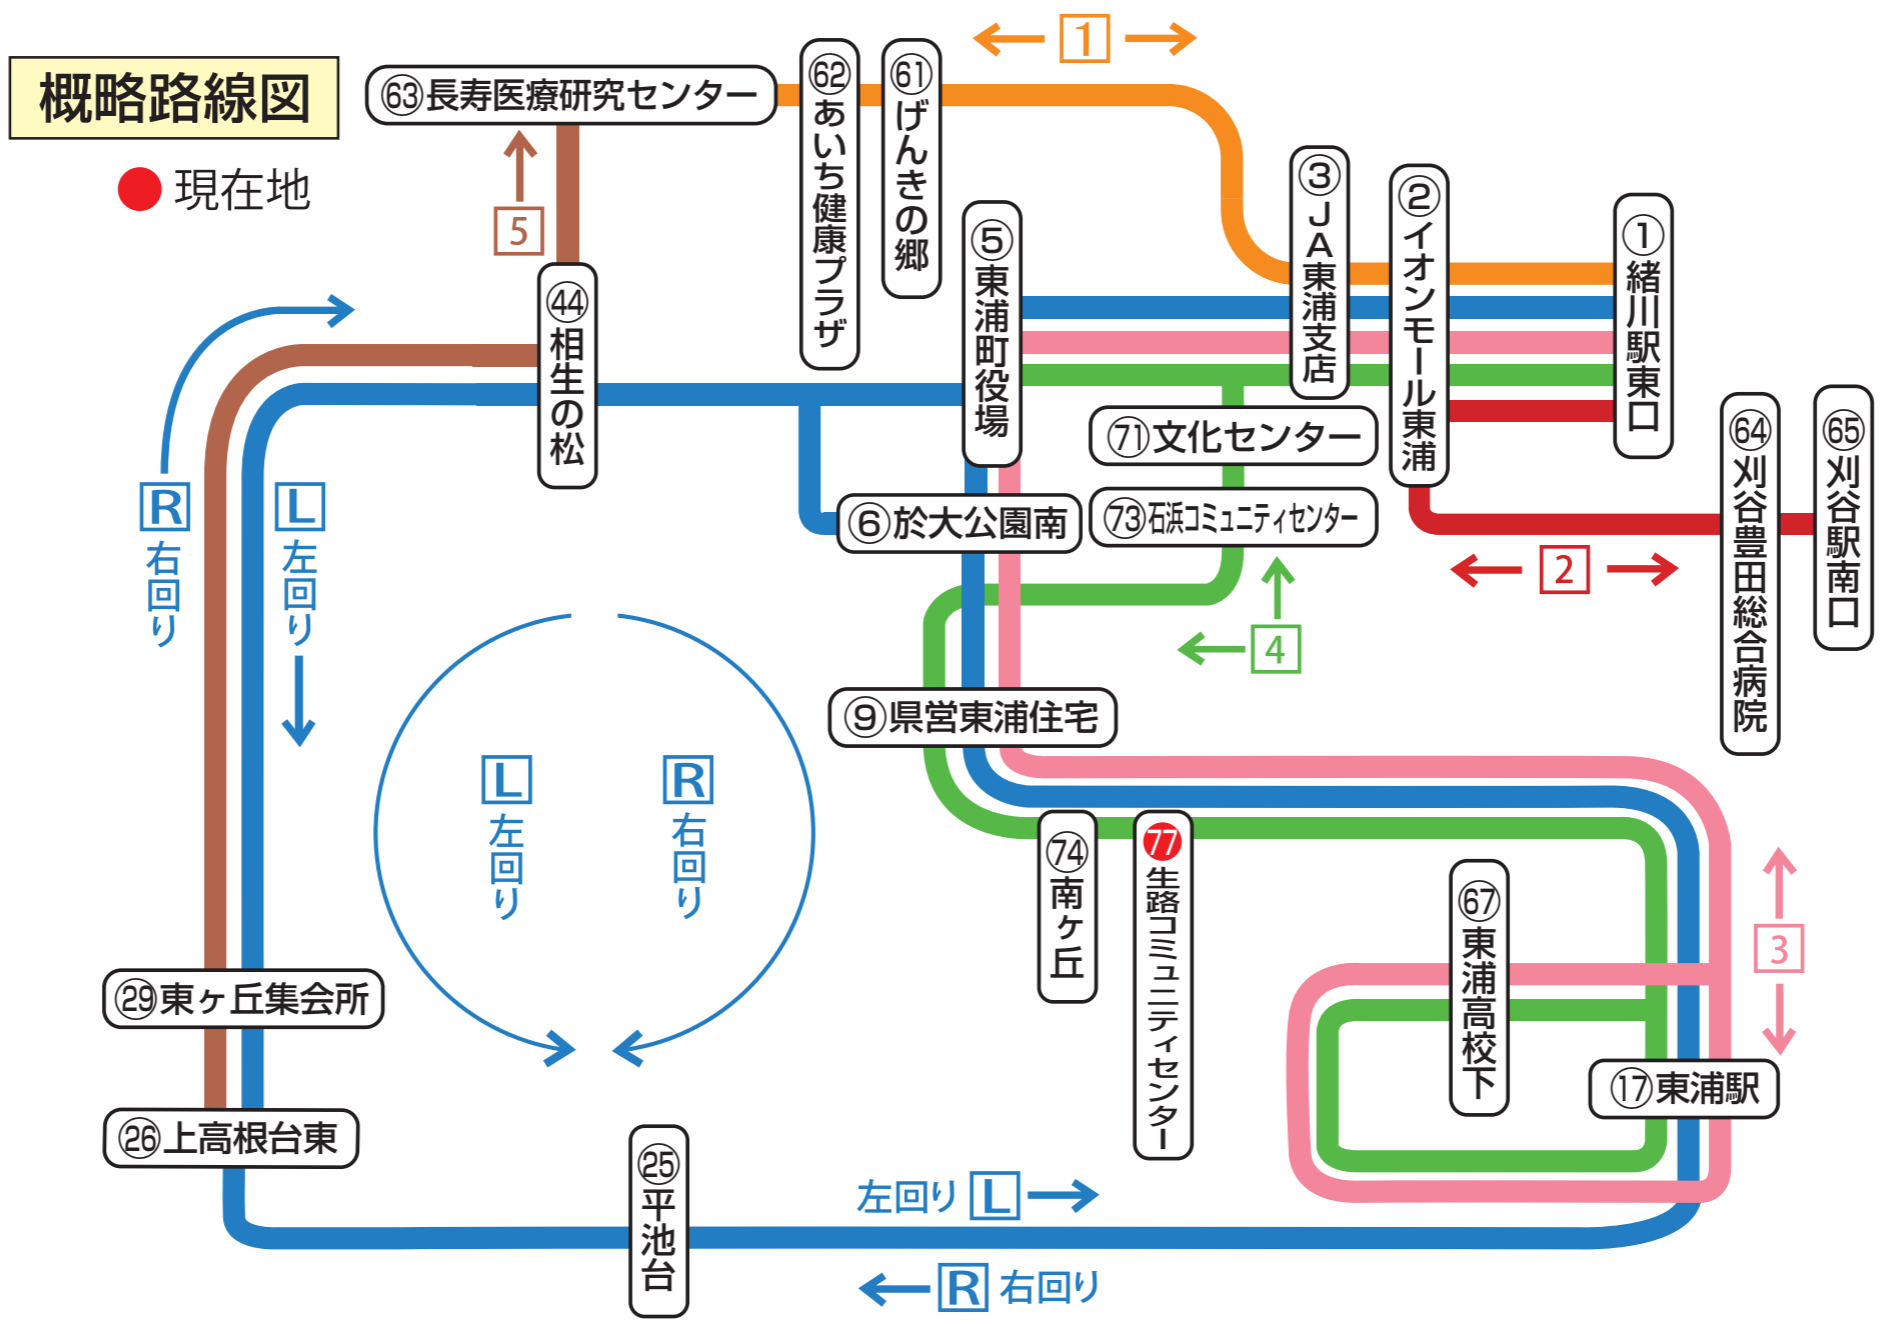 概略路線図
現在地
1
㊿+13長寿医療研究センター
62あいち健康プラザ
61げんきの郷
③JA東浦支店
②イオンモール東浦
①緒川駅東口
5
㊹相生の松
⑤東浦町役場
71文化センター
73石浜コミュニティセンター
64刈谷豊田総合病院
65刈谷駅南口
⑥於大公園南
2
4
R
右回り
L
左回り
⑨県営東浦住宅
L
左回り
R
右回り
74南ヶ丘
77生路コミュニティセンター
67東浦高校下
3
⑰東浦駅
㉙東ヶ丘集会所
㉖上高根台東
㉕平池台
左回り L
R 右回り